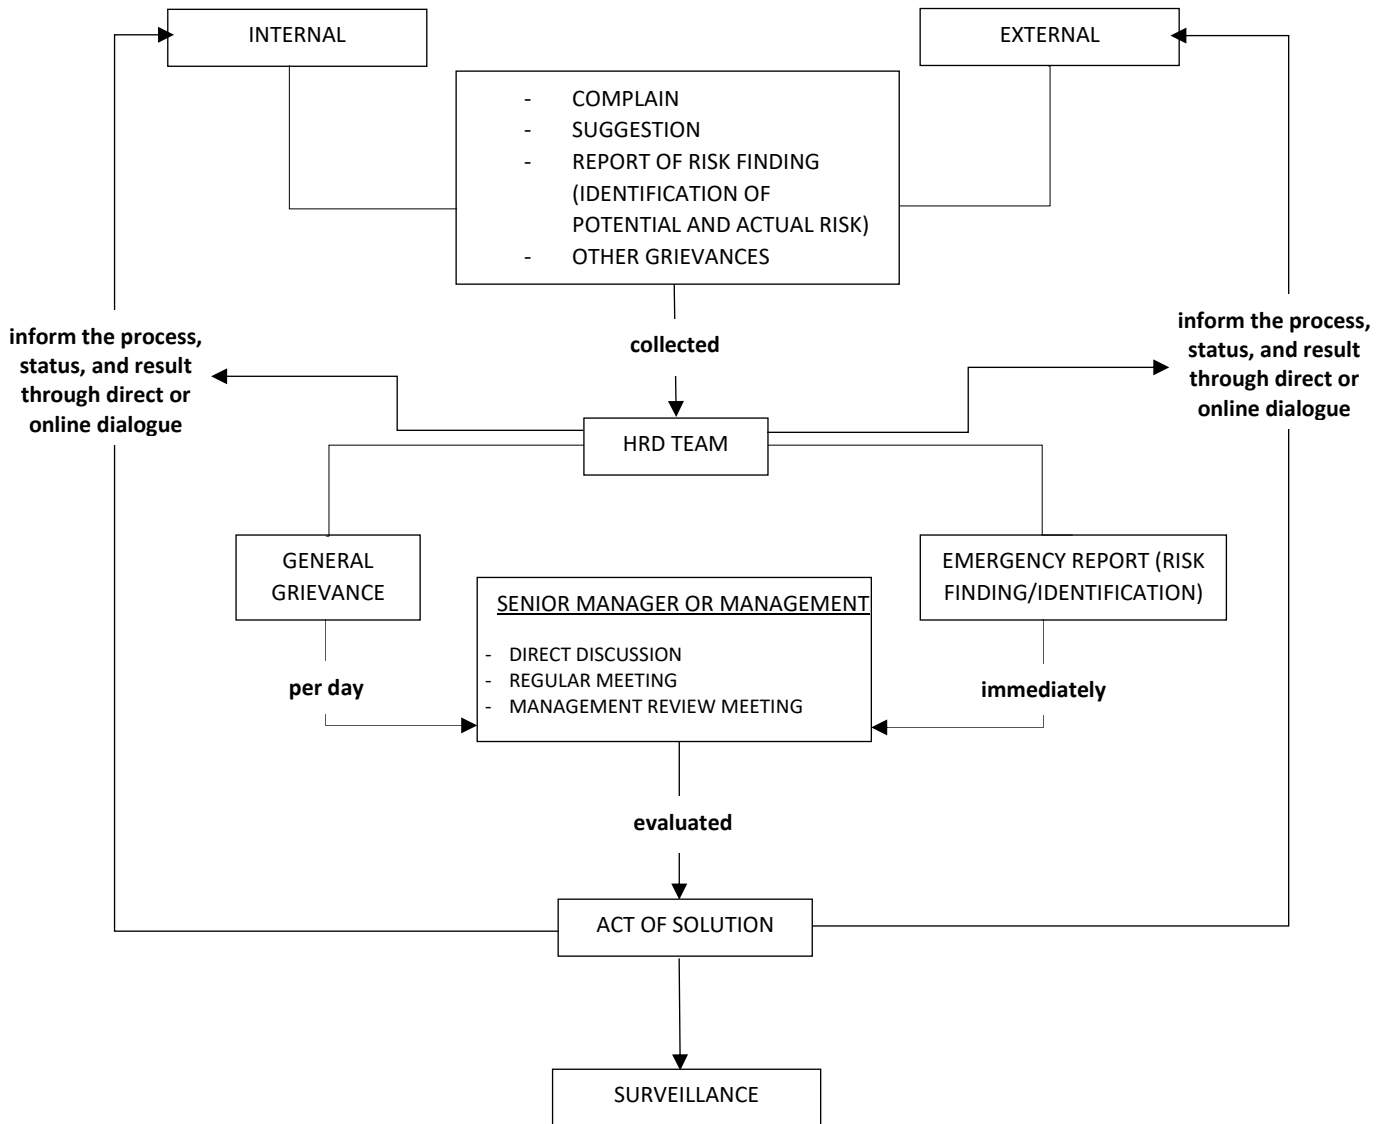 INTERNAL
EXTERNAL
- COMPLAIN
- SUGGESTION
- REPORT OF RISK FINDING
(IDENTIFICATION OF
POTENTIAL AND ACTUAL RISK)
- OTHER GRIEVANCES
inform the process,
status, and result
through direct or
online dialogue
collected
inform the process,
status, and result
through direct or
online dialogue
HRD TEAM
GENERAL
GRIEVANCE
EMERGENCY REPORT (RISK
FINDING/IDENTIFICATION)
SENIOR MANAGER OR MANAGEMENT
- DIRECT DISCUSSION
- REGULAR MEETING
- MANAGEMENT REVIEW MEETING
per day
immediately
evaluated
ACT OF SOLUTION
SURVEILLANCE